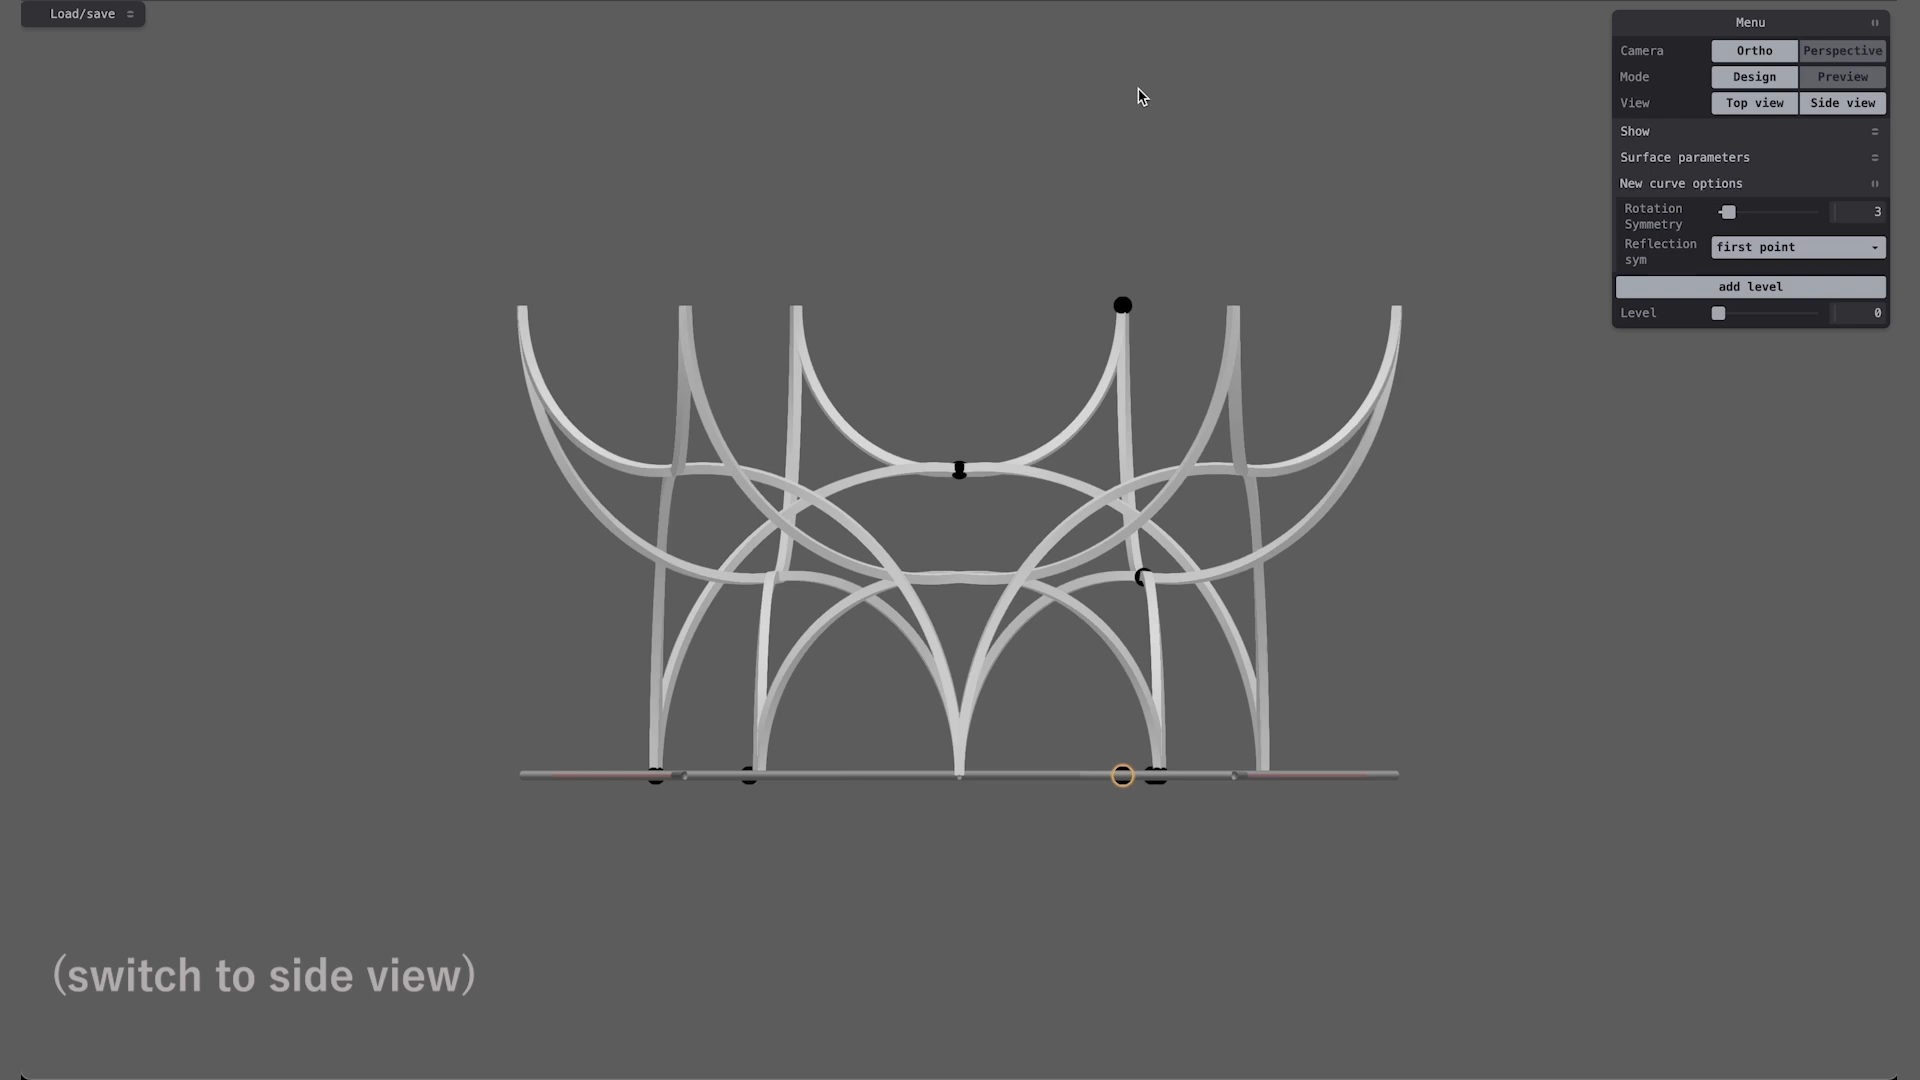 Load/save
Menu
Camera Ortho Perspective
Mode Design Preview
View Top view Side view
Show
Surface parameters
New curve options
Rotation
Symmetry 3
Reflection
sym first point
add level
Level 0
(switch to side view)